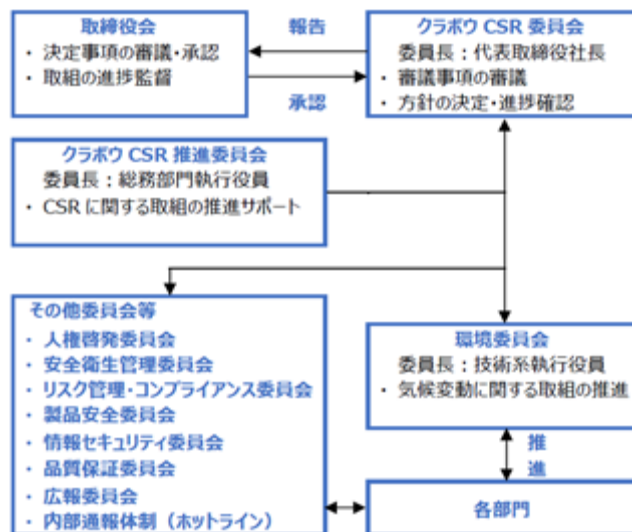 取締役会
・ 決定事項の審議・承認
・ 取組の進捗監督
報告
承認
クラボウ CSR 委員会
委員長：代表取締役社長
・ 審議事項の審議
・ 方針の決定・進捗確認
クラボウ CSR 推進委員会
委員長：総務部門執行役員
・ CSR に関する取組の推進サポート
その他委員会等
・ 人権啓発委員会
・ 安全衛生管理委員会
・ リスク管理・コンプライアンス委員会
・ 製品安全委員会
・ 情報セキュリティ委員会
・ 品質保証委員会
・ 広報委員会
・ 内部通報体制（ホットライン）
環境委員会
委員長：技術系執行役員
・ 気候変動に関する取組の推進
推
進
各部門